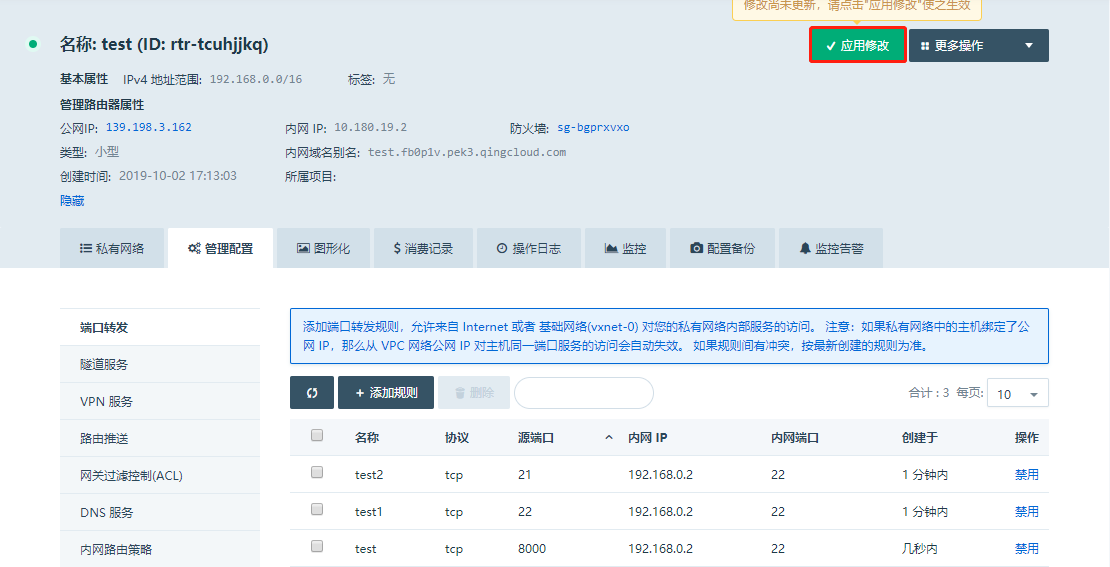 修改尚未更新，请点击"应用修改"使之生效
名称: test (ID: rtr-tcuhjjkq)
应用修改
更多操作
基本属性 IPv4 地址范围: 192.168.0.0/16 标签: 无
管理路由器属性
公网IP: 139.198.3.162 内网 IP: 10.180.19.2 防火墙: sg-bgprxvxo
类型: 小型 内网域名别名: test.fb0p1v.pek3.qingcloud.com
创建时间: 2019-10-02 17:13:03 所属项目:
隐藏
私有网络 管理配置 图形化 消费记录 操作日志 监控 配置备份 监控告警
端口转发
隧道服务
VPN 服务
路由推送
网关过滤控制(ACL)
DNS 服务
内网路由策略
添加端口转发规则，允许来自 Internet 或者 基础网络(vxnet-0) 对您的私有网络内部服务的访问。 注意：如果私有网络中的主机绑定了公
网 IP，那么从 VPC 网络公网 IP 对主机同一端口服务的访问会自动失效。 如果规则间有冲突，按最新创建的规则为准。
+ 添加规则 删除 合计 : 3 每页: 10
名称 协议 源端口 内网 IP 内网端口 创建于 操作
test2 tcp 21 192.168.0.2 22 1 分钟内 禁用
test1 tcp 22 192.168.0.2 22 1 分钟内 禁用
test tcp 8000 192.168.0.2 22 几秒内 禁用